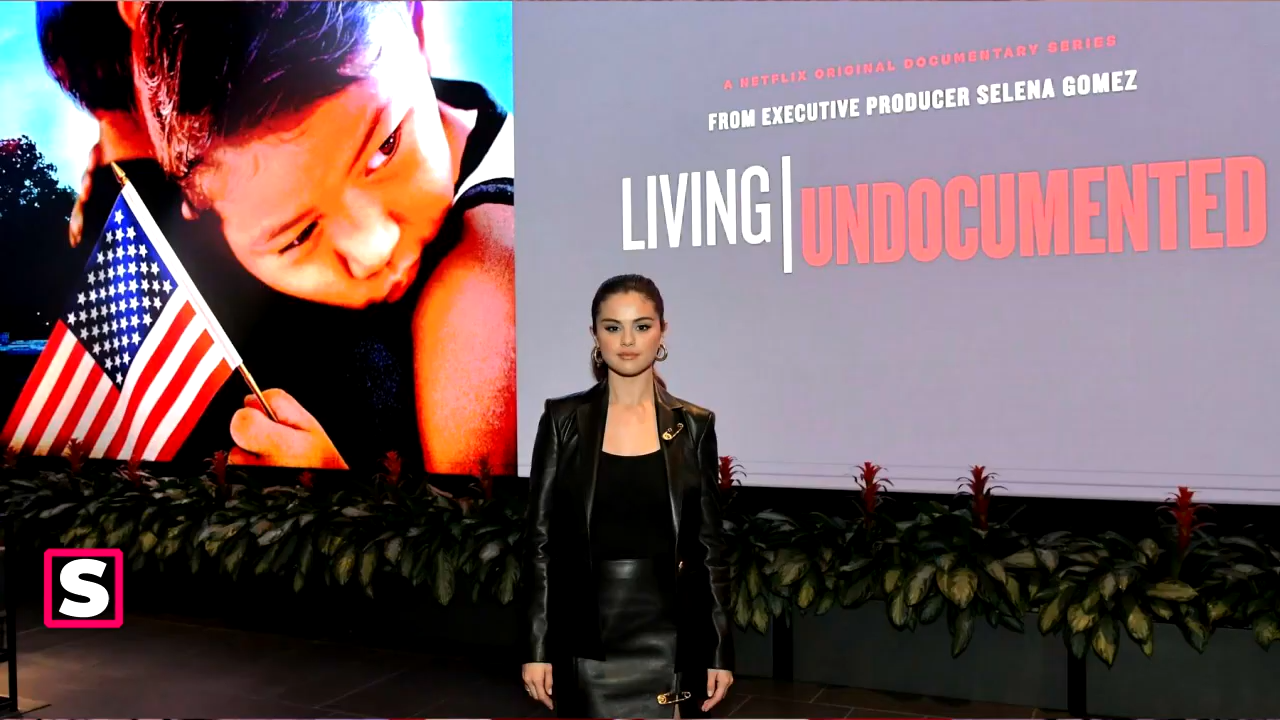 A NETFLIX ORIGINAL DOCUMENTARY SERIES
FROM EXECUTIVE PRODUCER SELENA GOMEZ
LIVING | UNDOCUMENTED
S